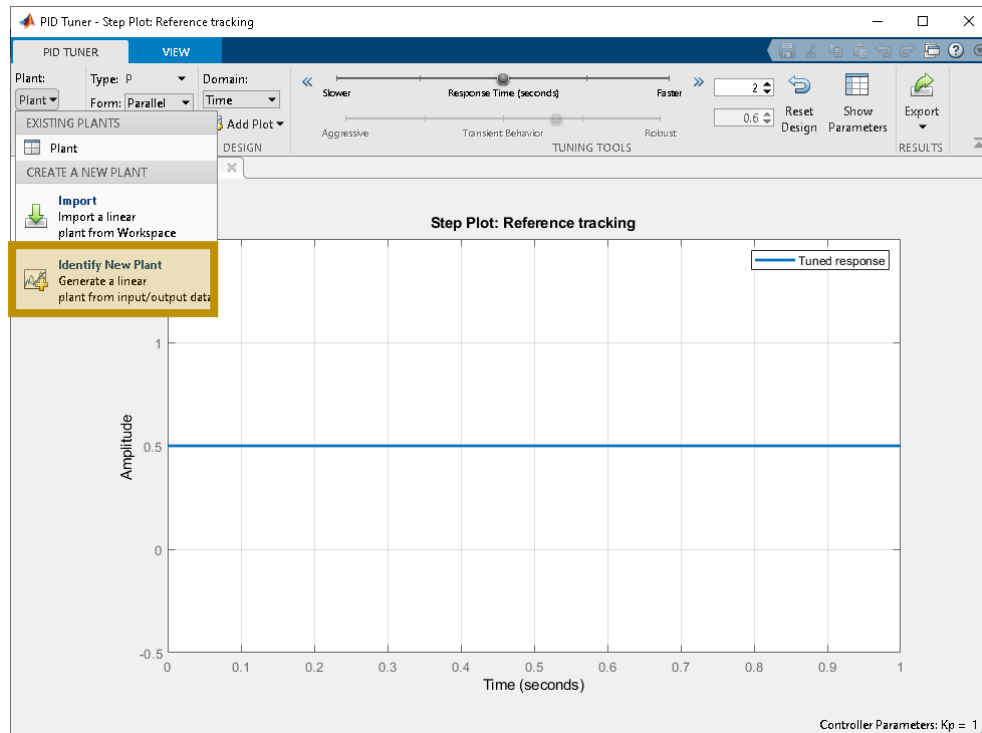 PID Tuner - Step Plot: Reference tracking
PID TUNER
VIEW
Plant:
Type: P
Domain:
Plant
Form: Parallel
Time
Add Plot
DESIGN
Slower
Response Time (seconds)
Faster
2
Aggressive
Transient Behavior
Robust
0.6
TUNING TOOLS
Reset
Design
Show
Parameters
Export
RESULTS
EXISTING PLANTS
Plant
CREATE A NEW PLANT
Import
Import a linear
plant from Workspace
Identify New Plant
Generate a linear
plant from input/output data
Step Plot: Reference tracking
Tuned response
Amplitude
1
0.5
0
-0.5
0 0.1 0.2 0.3 0.4 0.5 0.6 0.7 0.8 0.9 1
Time (seconds)
Controller Parameters: Kp = 1